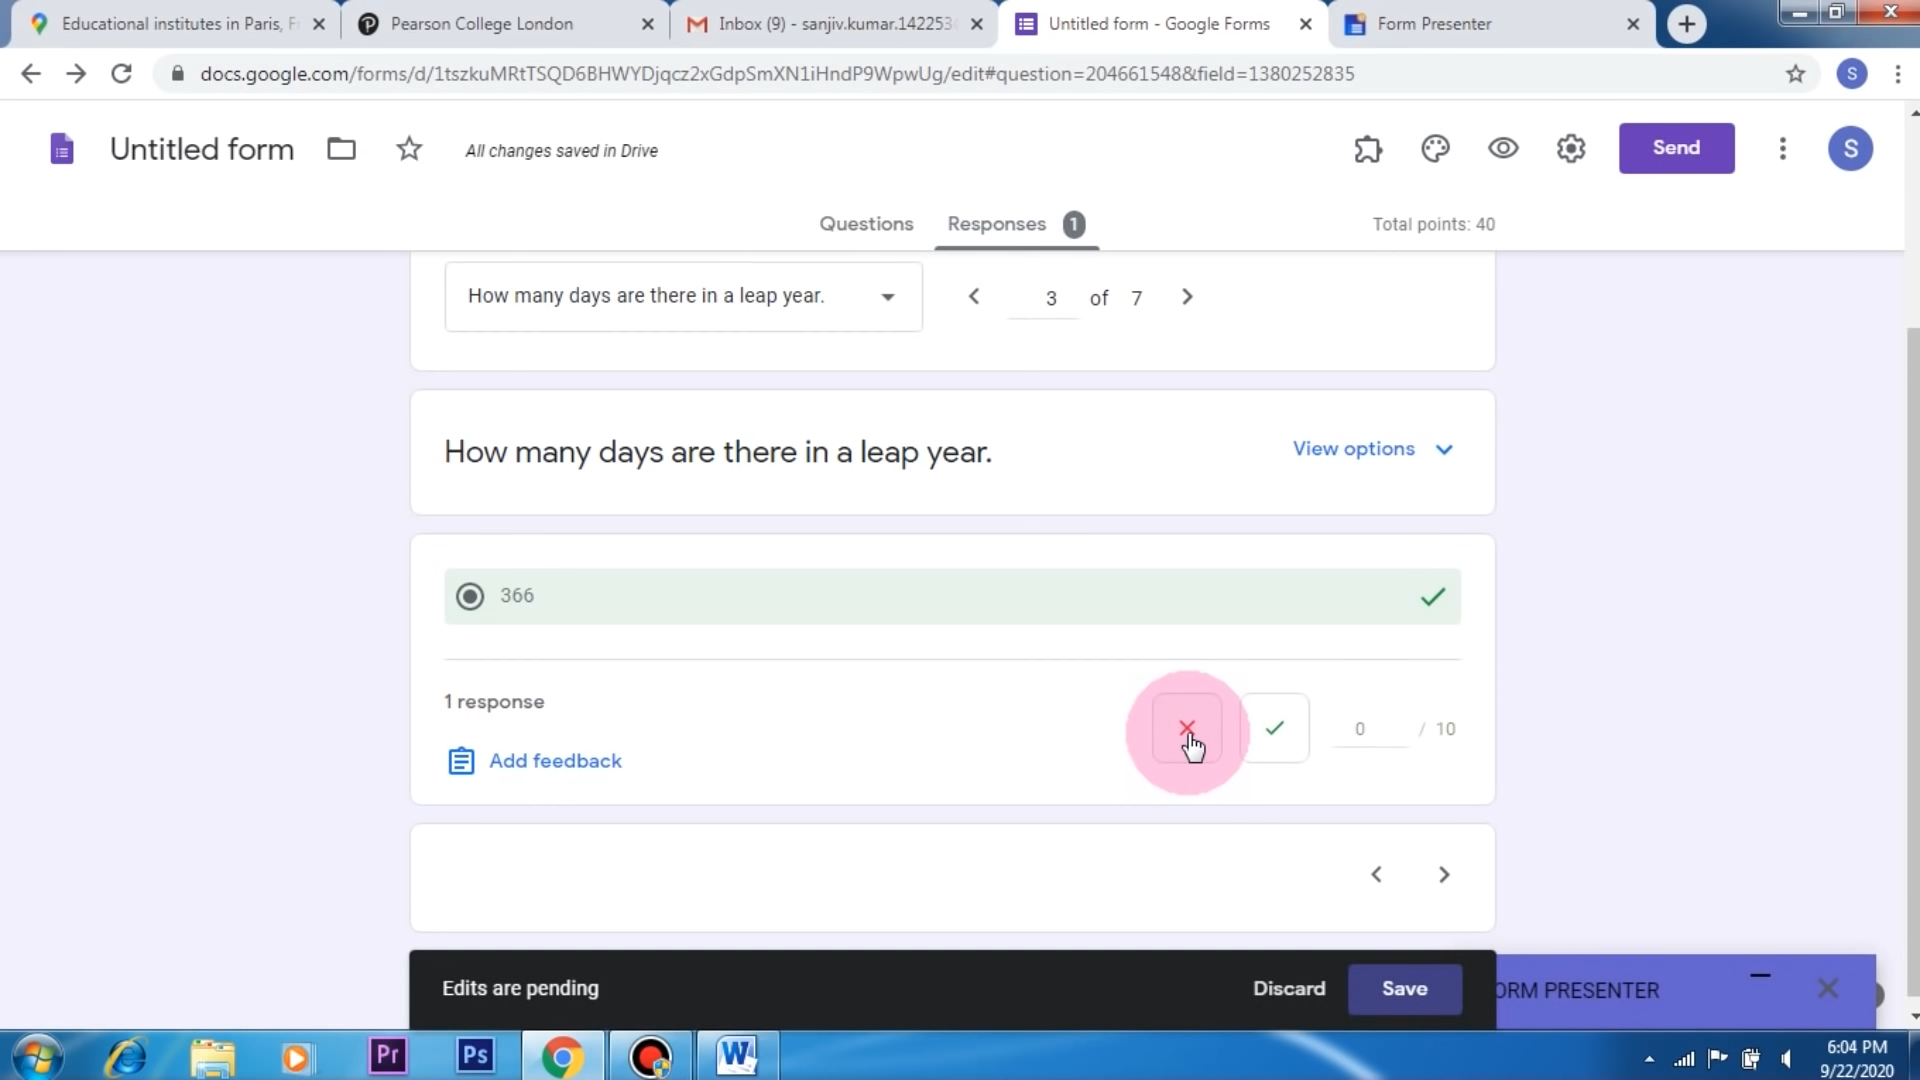 Educational institutes in Paris, F
Pearson College London
Inbox (9) - sanjiv.kumar.142253
Untitled form - Google Forms
Form Presenter
docs.google.com/forms/d/1tszkuMRtTSQD6BHWYDjqcz2xGdpSmXN1iHndP9WpwUg/edit#question=204661548&field=1380252835
S
Untitled form
All changes saved in Drive
Send
S
Questions
Responses 1
Total points: 40
How many days are there in a leap year.
3 of 7
How many days are there in a leap year.
View options
366
1 response
0 / 10
Add feedback
Edits are pending
Discard
Save
ORM PRESENTER
Pr
Ps
W
6:04 PM
9/22/2020